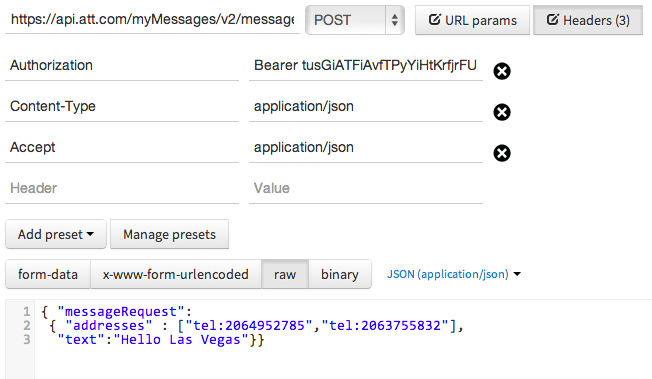 https://api.att.com/myMessages/v2/message POST URL params Headers (3)
Authorization Bearer tusGiATFiAvfTPyYiHtKrfjrFU
Content-Type application/json
Accept application/json
Header Value
Add preset Manage presets
form-data x-www-form-urlencoded raw binary JSON (application/json)
1 { "messageRequest":
2 { "addresses" : ["tel:2064952785","tel:2063755832"],
3 "text":"Hello Las Vegas"}}